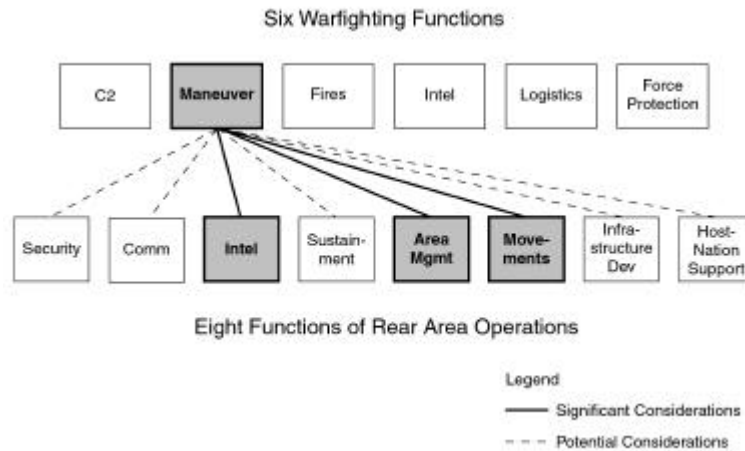 Six Warfighting Functions
C2
Maneuver
Fires
Intel
Logistics
Force
Protection
Security
Comm
Intel
Sustain-
ment
Area
Mgmt
Move-
ments
Infra-
structure
Dev
Host-
Nation
Support
Eight Functions of Rear Area Operations
Legend
Significant Considerations
Potential Considerations